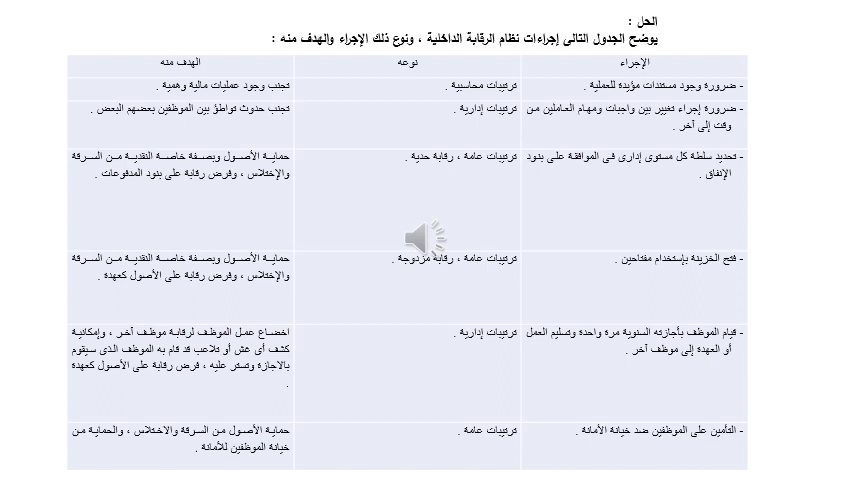 الحل :
يوضح الجدول التالى إجراءات نظام الرقابة الداخلية ، ونوع ذلك الإجراء والهدف منه :
الإجراء
نوعه
الهدف منه
- ضرورة وجود مستندات مؤيدة للعملية .
ترتيبات محاسبية .
تجنب وجود عمليات مالية وهمية .
- ضرورة إجراء تغيير بين واجبات ومهام العاملين من
وقت إلى آخر .
ترتيبات إدارية .
تجنب حدوث تواطؤ بين الموظفين بعضهم البعض .
- تحديد سلطة كل مستوى إدارى فى الموافقة على بنود
الإنفاق .
ترتيبات عامة ، رقابة حدية .
حماية الأصول وبصفة خاصة النقدية من السرقة
والإختلاس ، وفرض رقابة على بنود المدفوعات .
- فتح الخزينة بإستخدام مفتاحين .
ترتيبات عامة ، رقابة مزدوجة .
حماية الأصول وبصفة خاصة النقدية من السرقة
والإختلاس ، وفرض رقابة على الأصول كعهدة .
- قيام الموظف بأجازته السنوية مرة واحدة وتسليم العمل
أو العهدة إلى موظف آخر .
ترتيبات إدارية .
اخضاع عمل الموظف لرقابة موظف آخر ، وإمكانية
كشف أى غش أو تلاعب قد قام به الموظف الذى سيقوم
بالاجازة وتستر عليه ، فرض رقابة على الأصول كعهدة
.
- التأمين على الموظفين ضد خيانة الأمانة .
ترتيبات عامة .
حماية الأصول من السرقة والاختلاس ، والحماية من
خيانة الموظفين للأمانة .